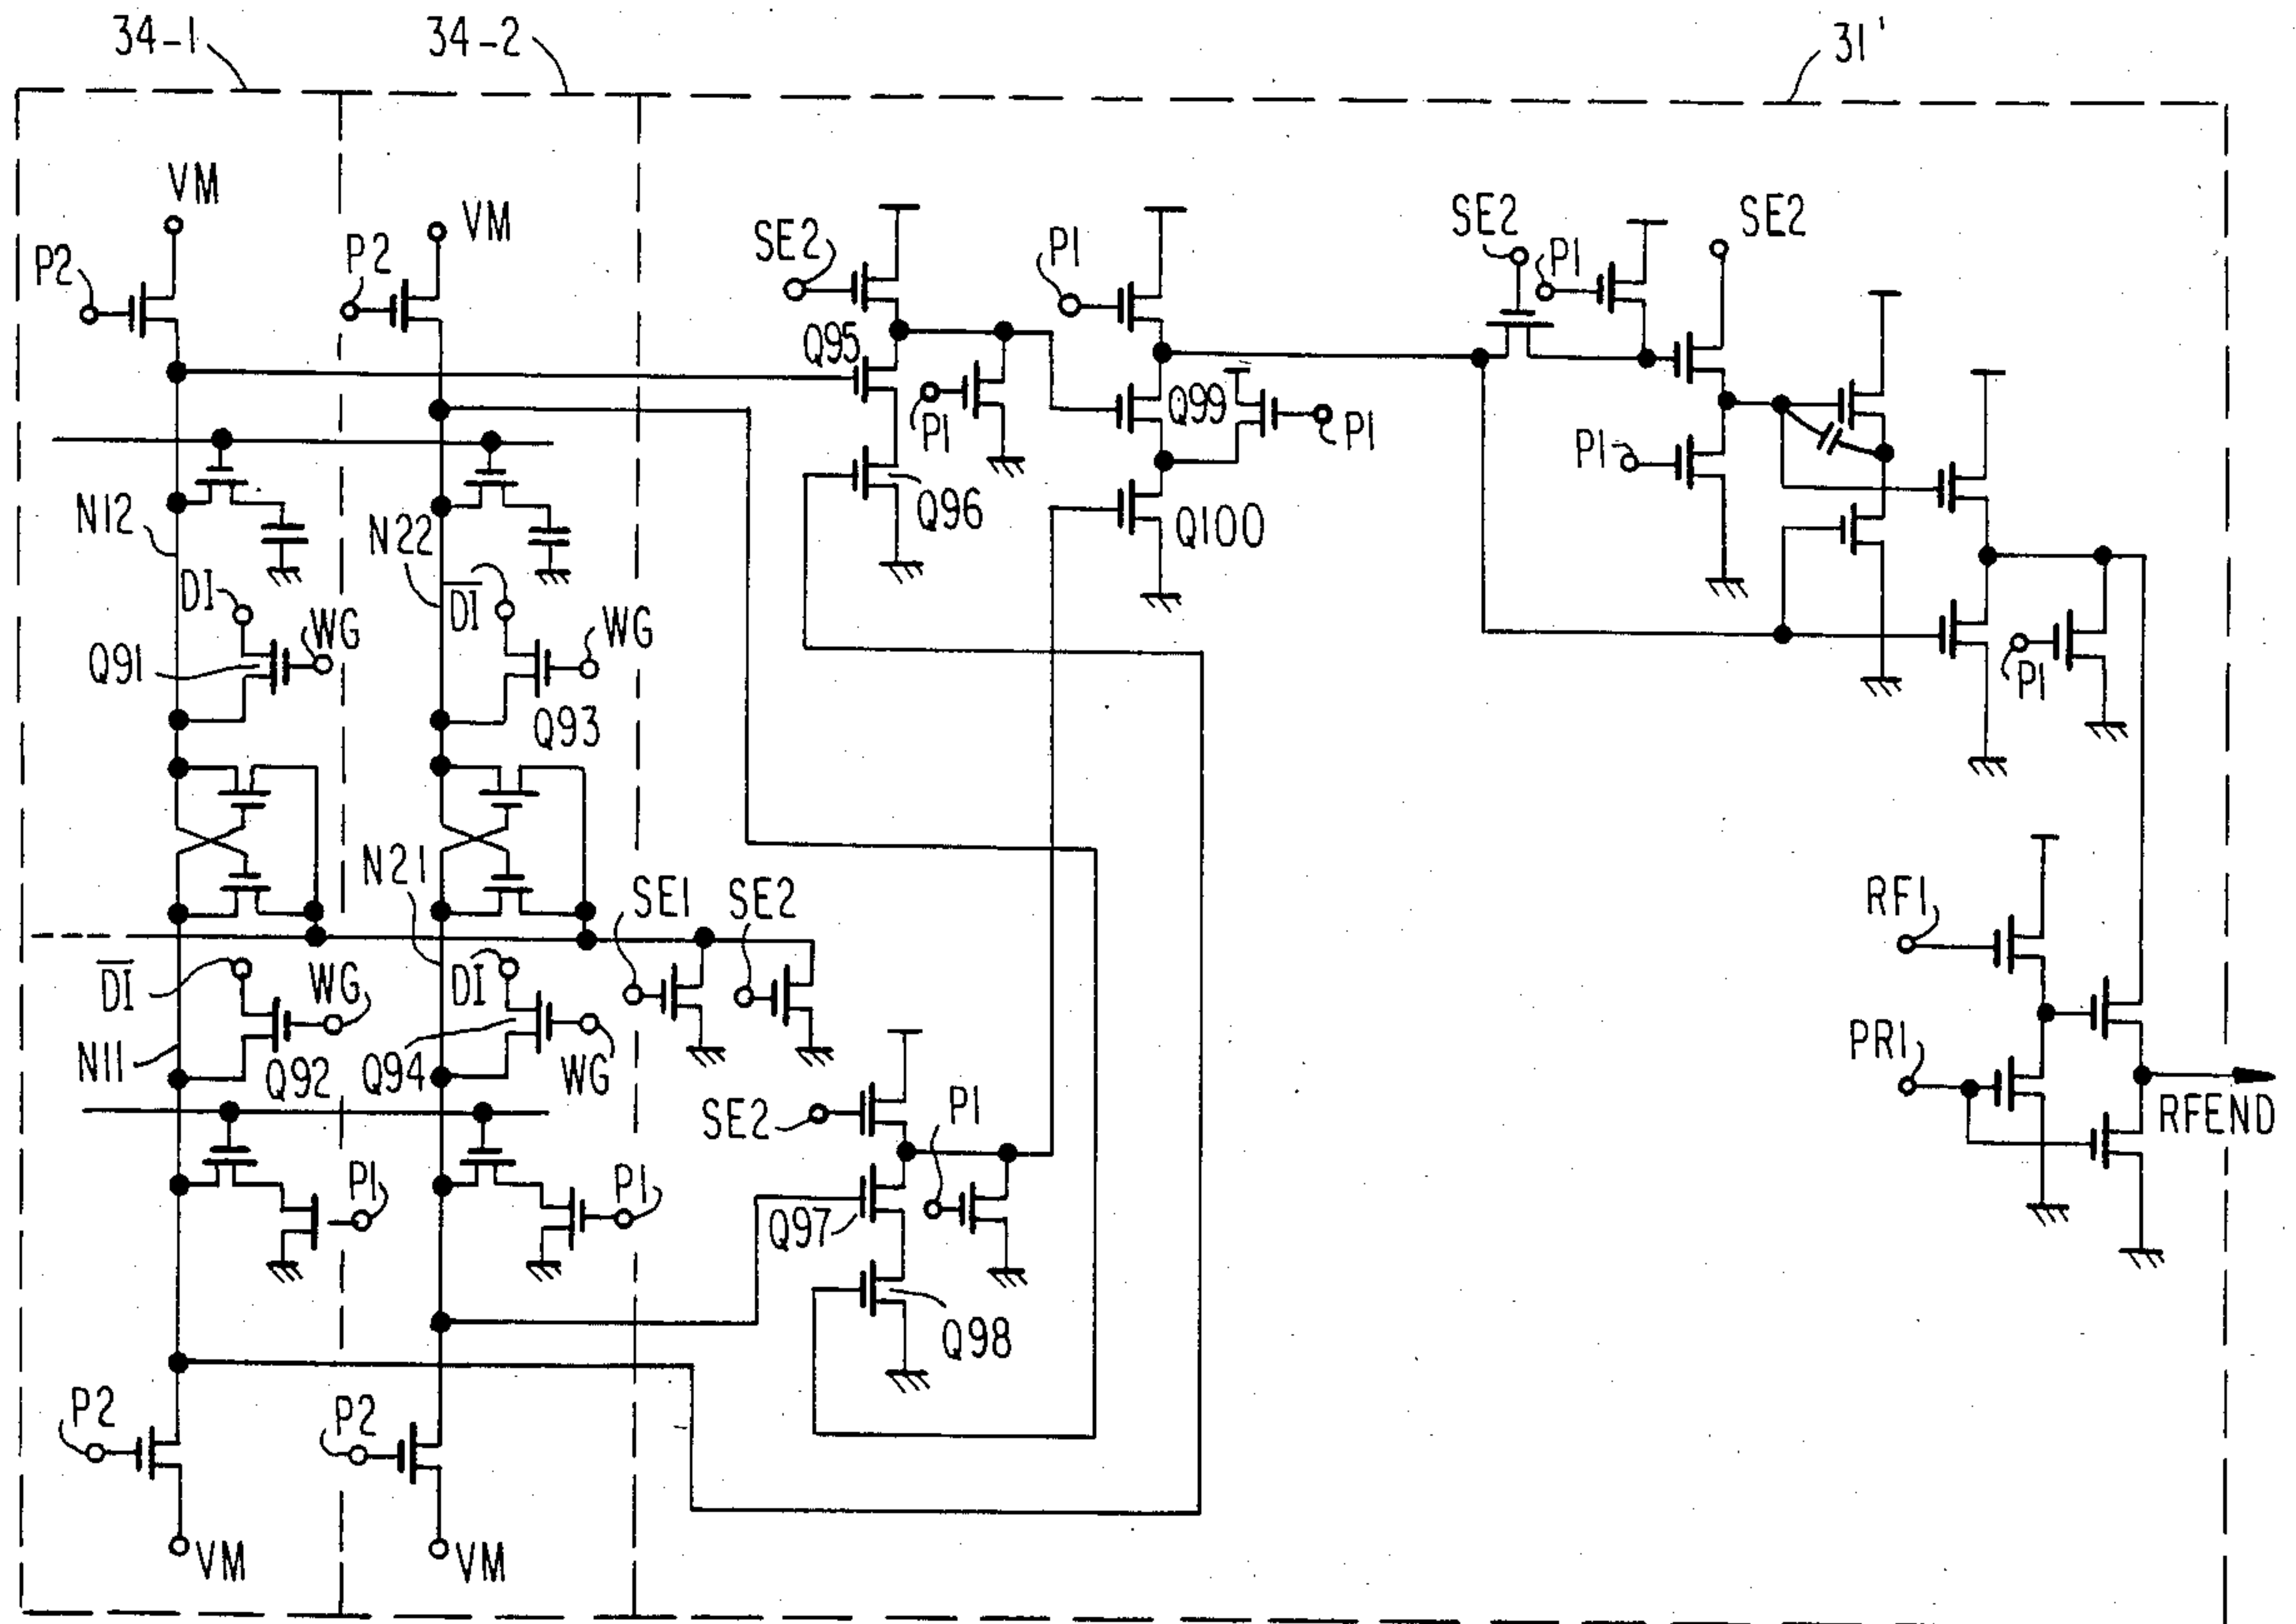 34-1
34-2
31'
VM
VM
P2
P2
SE2
P1
SE2
P1
SE2
Q95
P1
Q99
P1
P1
Q96
Q100
N12
N22
DI
D̅I̅
WG
WG
Q91
Q93
P1
N21
SE1
SE2
D̅I̅
WG
DI
RF1
N11
Q92
Q94
WG
PR1
SE2
P1
RFEND
P1
P1
Q97
Q98
P2
P2
VM
VM